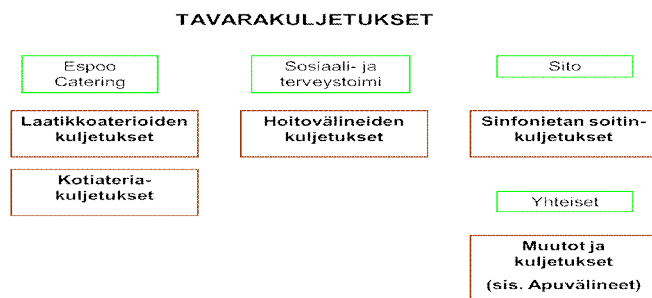 TAVARAKULJETUKSET
Espoo
Catering
Laatikkoaterioiden
kuljetukset
Kotiateria-
kuljetukset
Sosiaali- ja
terveystoimi
Hoitovälineiden
kuljetukset
Sito
Sinfonietan soitin-
kuljetukset
Yhteiset
Muutot ja
kuljetukset
(sis. Apuvälineet)